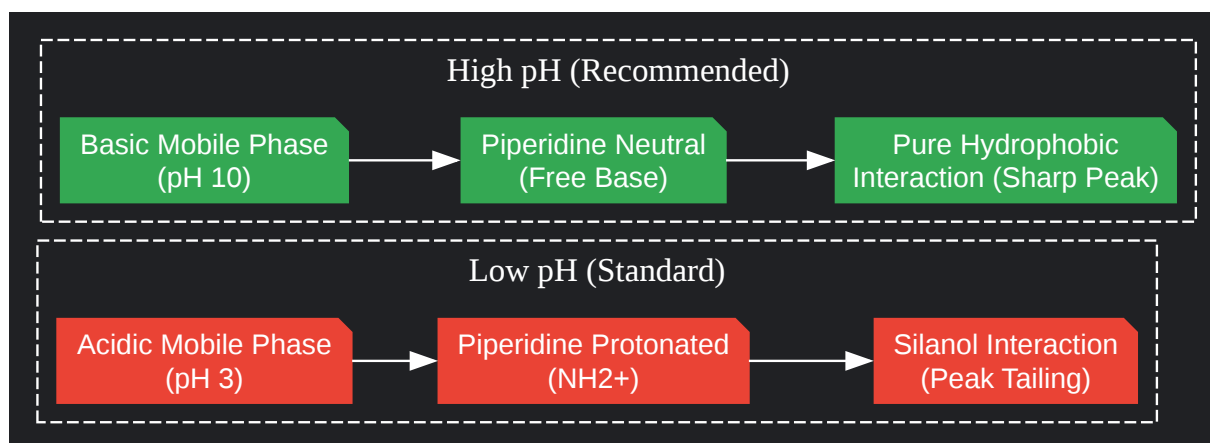 High pH (Recommended)
Basic Mobile Phase
(pH 10)
Piperidine Neutral
(Free Base)
Pure Hydrophobic
Interaction (Sharp Peak)
Low pH (Standard)
Acidic Mobile Phase
(pH 3)
Piperidine Protonated
(NH2+)
Silanol Interaction
(Peak Tailing)